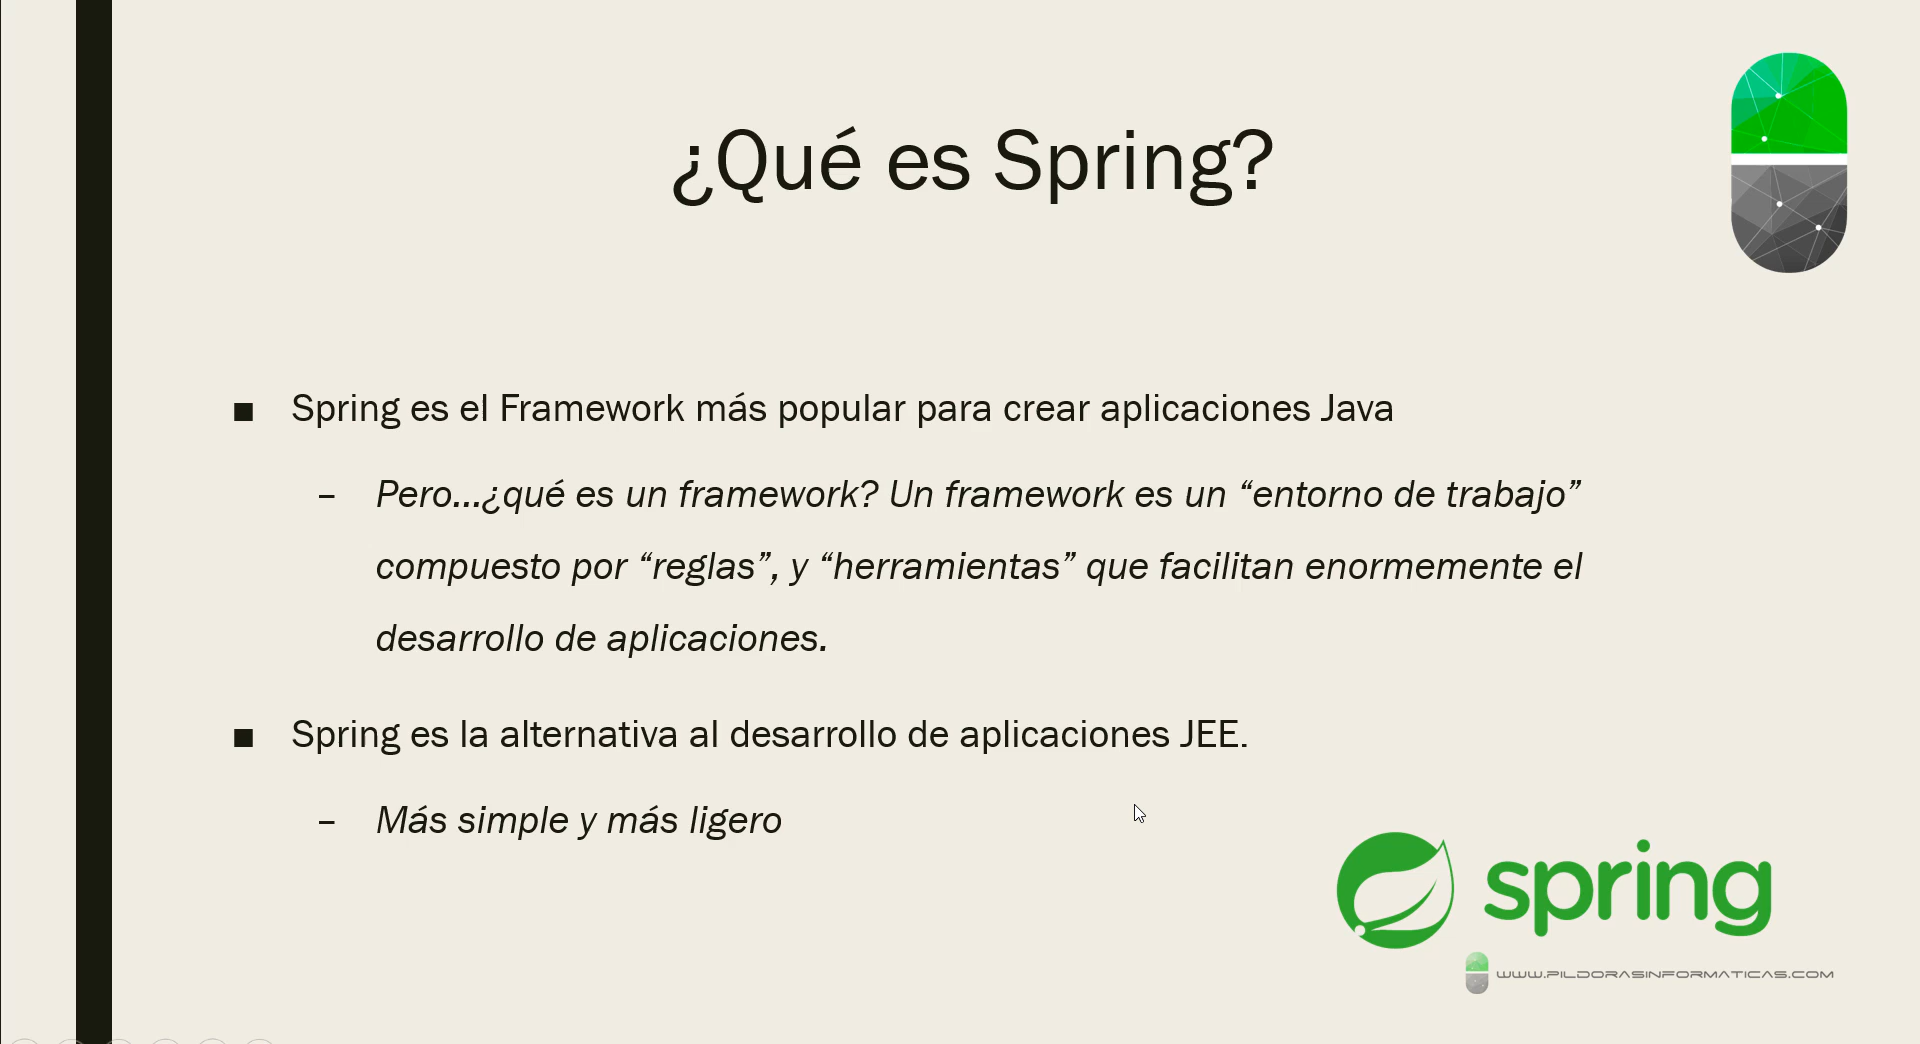 ¿Qué es Spring?
■ Spring es el Framework más popular para crear aplicaciones Java
– Pero…¿qué es un framework? Un framework es un “entorno de trabajo”
compuesto por “reglas”, y “herramientas” que facilitan enormemente el
desarrollo de aplicaciones.
■ Spring es la alternativa al desarrollo de aplicaciones JEE.
– Más simple y más ligero
spring
WWW.PILDORASINFORMATICAS.COM